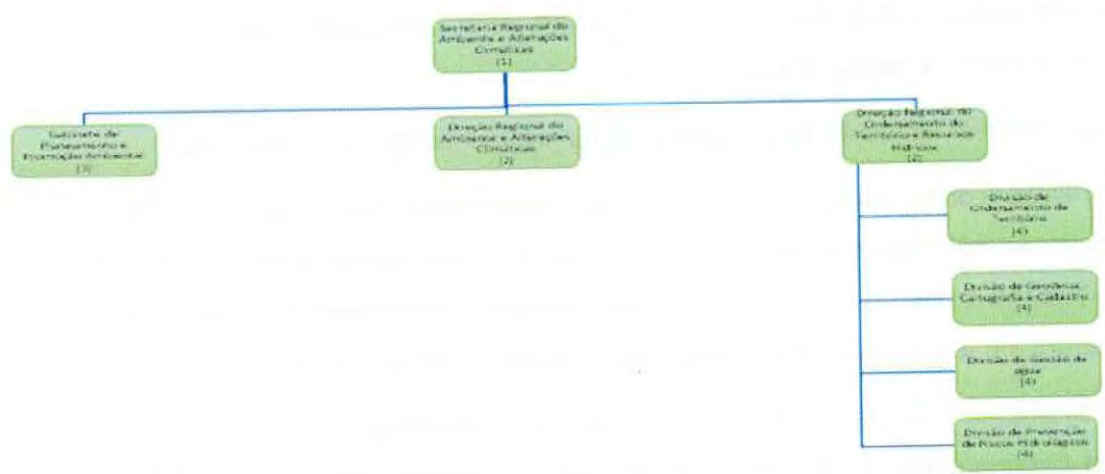 Secretaria Regional do
Ambiente e Alterações
Climáticas
(1)
Gabinete de
Planeamento e
Promoção Ambiental
(3)
Direção Regional do
Ambiente e Alterações
Climáticas
(2)
Direção Regional do
Ordenamento do
Território e Recursos
Hídricos
(2)
Divisão de
Ordenamento de
Território
(4)
Divisão de Geodesia,
Cartografia e Cadastro
(4)
Divisão de Gestão de
água
(4)
Divisão de Prevenção
de Riscos Hidrológicos
(4)